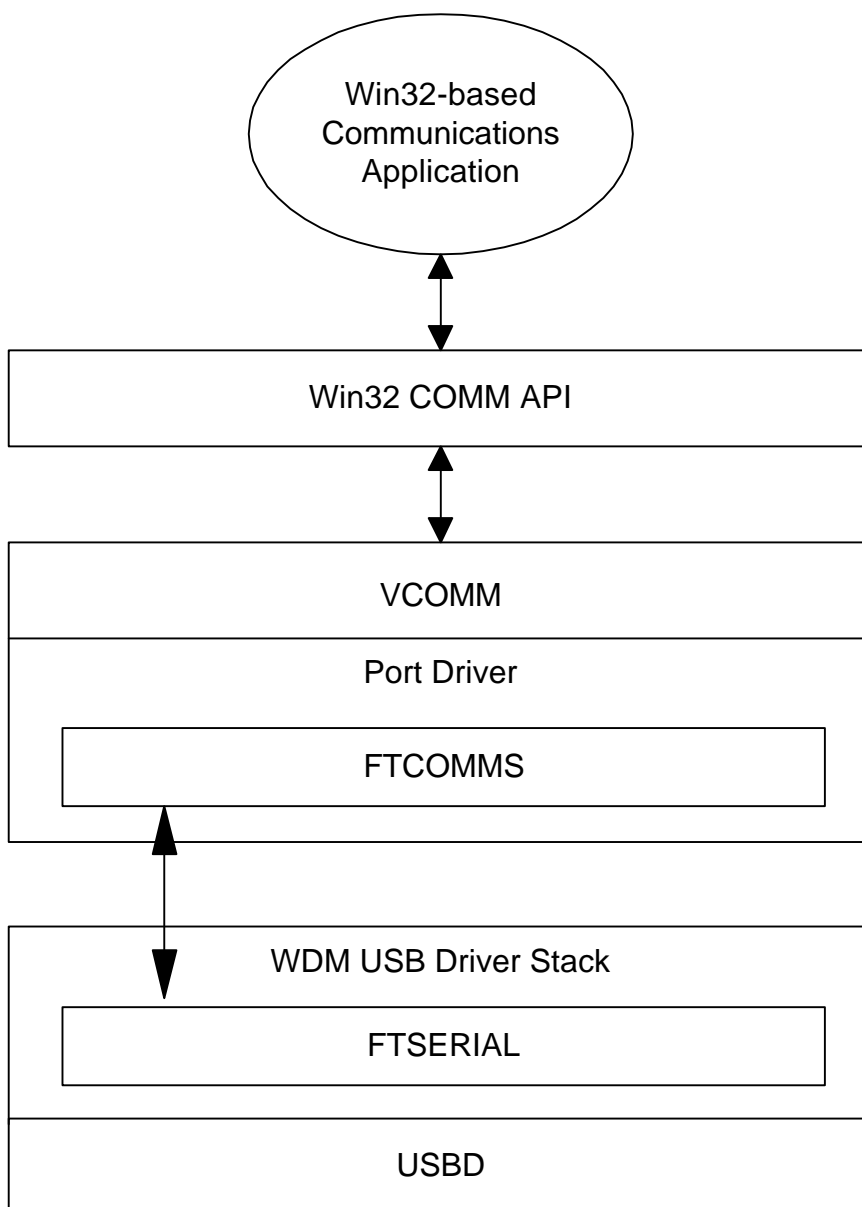 Win32-based
Communications
Application
Win32 COMM API
VCOMM
Port Driver
FTCOMMS
WDM USB Driver Stack
FTSERIAL
USBD